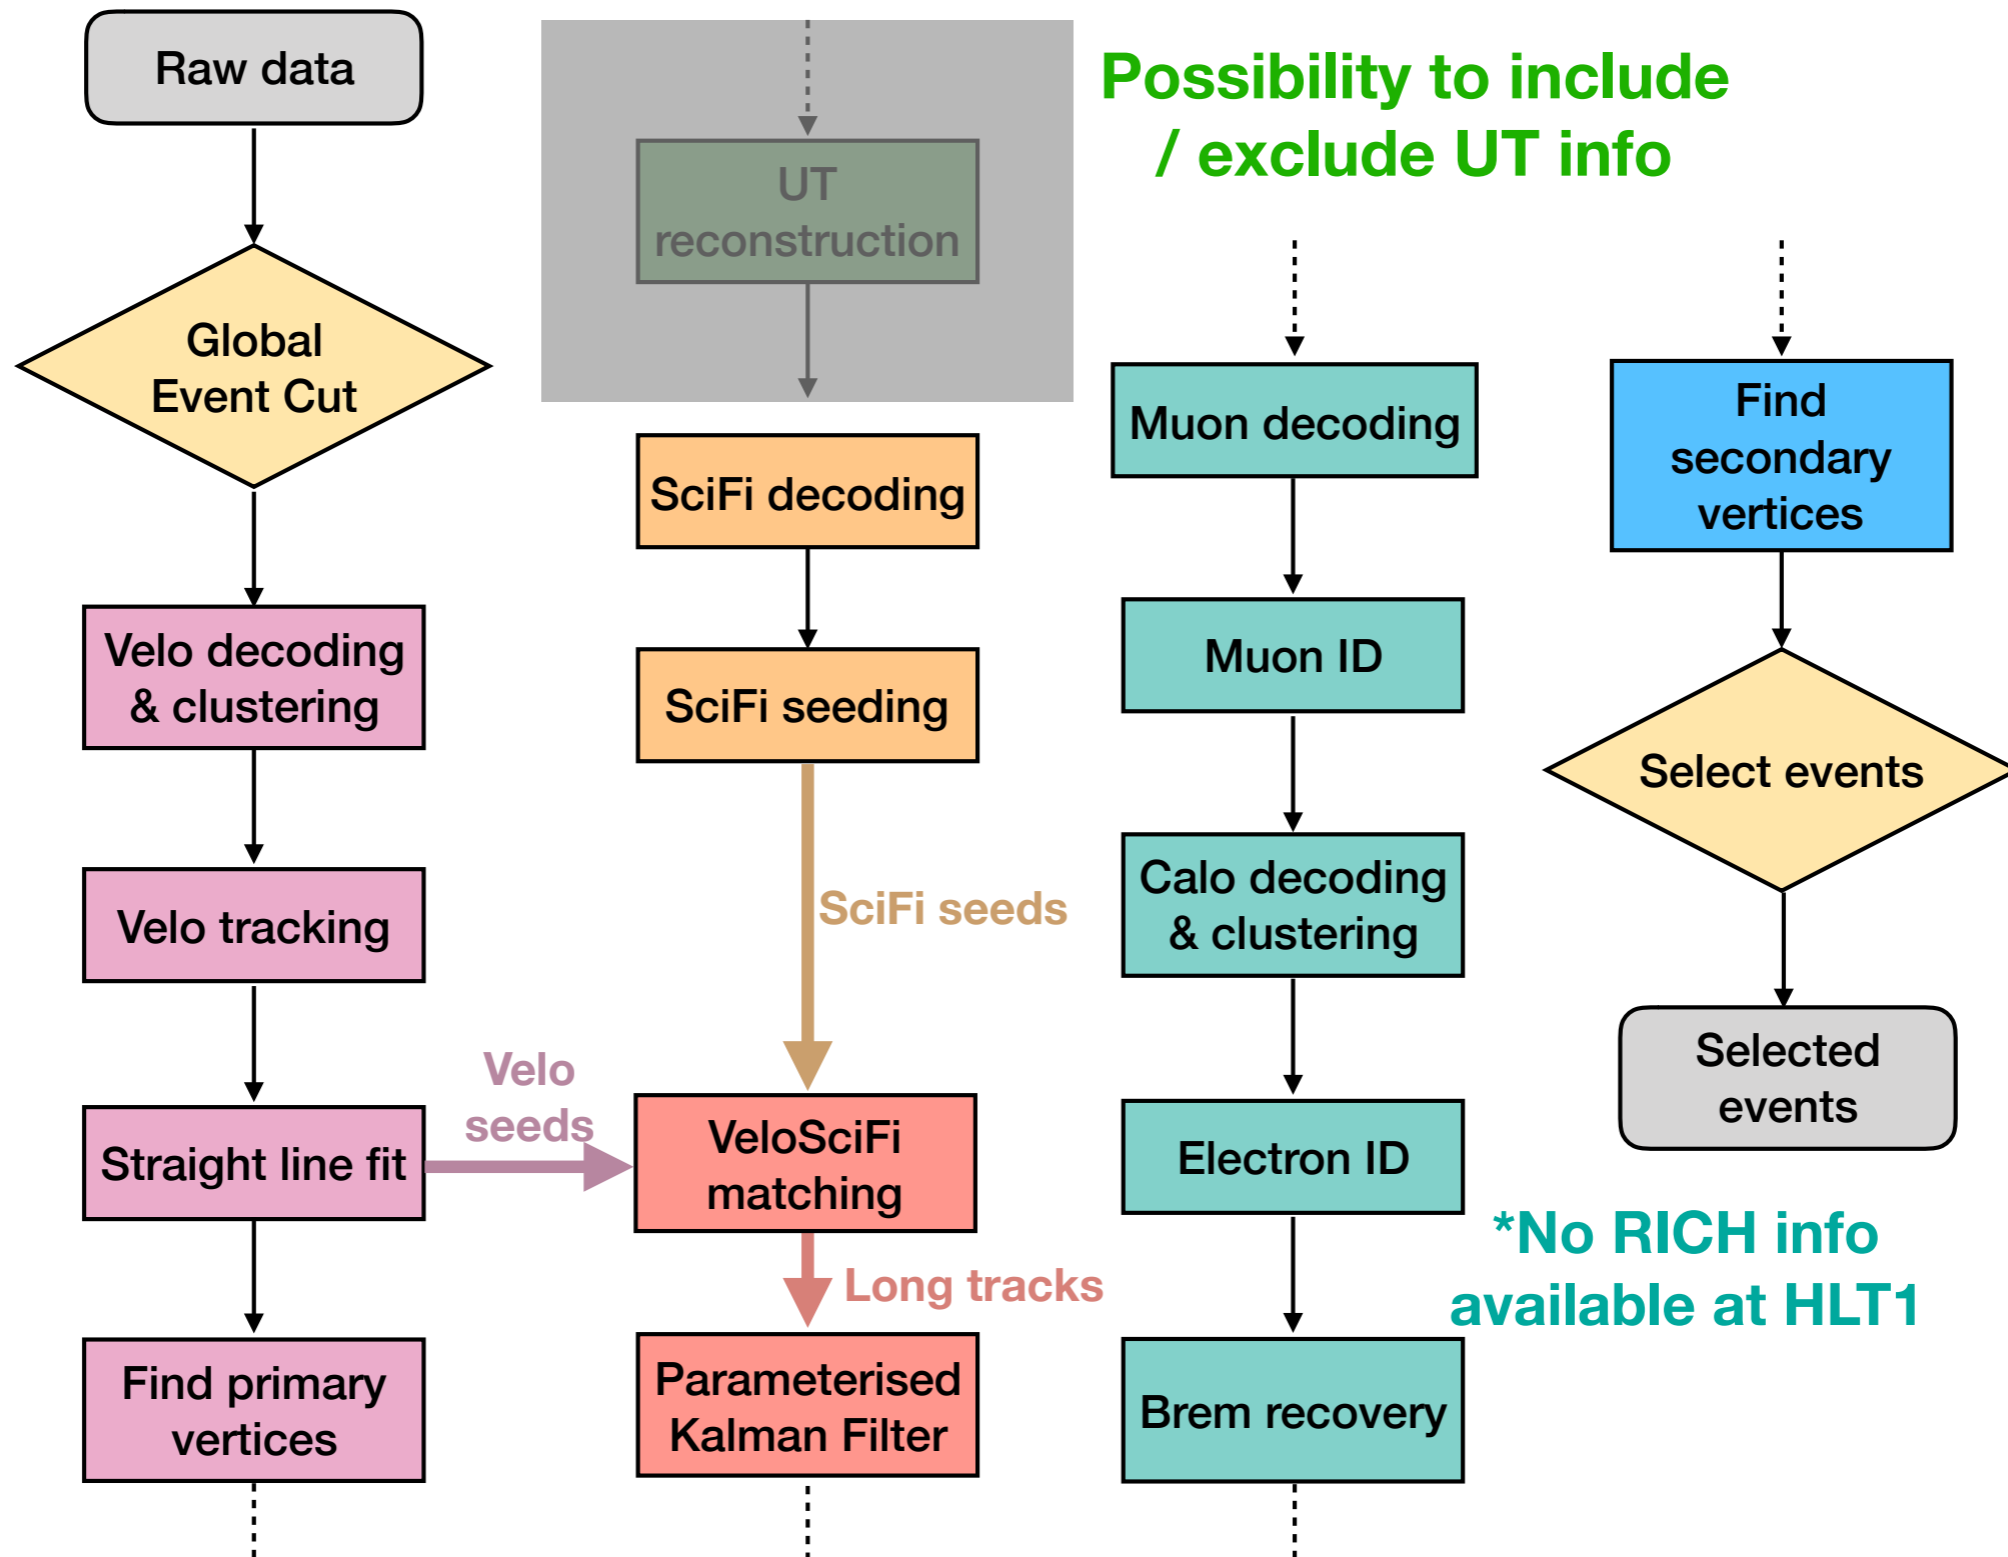 Raw data
Global
Event Cut
Velo decoding
& clustering
Velo tracking
Straight line fit
Find primary
vertices
Velo
seeds
UT
reconstruction
SciFi decoding
SciFi seeding
SciFi seeds
VeloSciFi
matching
Long tracks
Parameterised
Kalman Filter
Possibility to include
/ exclude UT info
Muon decoding
Muon ID
Calo decoding
& clustering
Electron ID
Brem recovery
Find
secondary
vertices
Select events
Selected
events
*No RICH info
available at HLT1